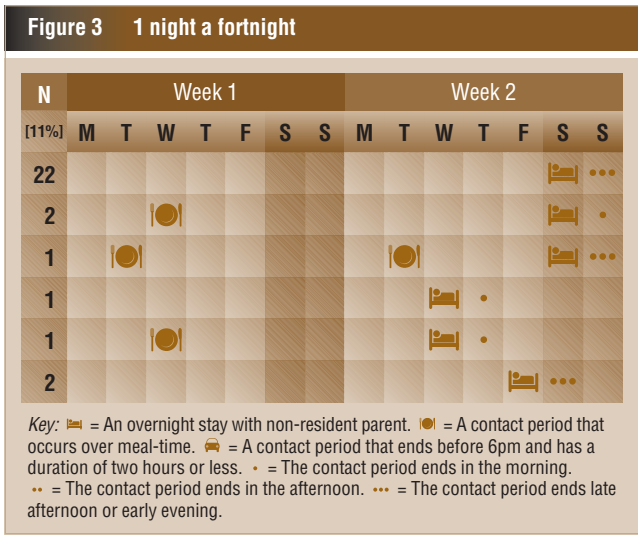 Figure 3 1 night a fortnight
N Week 1 Week 2
[11%] M T W T F S S M T W T F S S
22
2
1
1
1
2
Key: = An overnight stay with non-resident parent. = A contact period that
occurs over meal-time. = A contact period that ends before 6pm and has a
duration of two hours or less. • = The contact period ends in the morning.
•• = The contact period ends in the afternoon. ••• = The contact period ends late
afternoon or early evening.